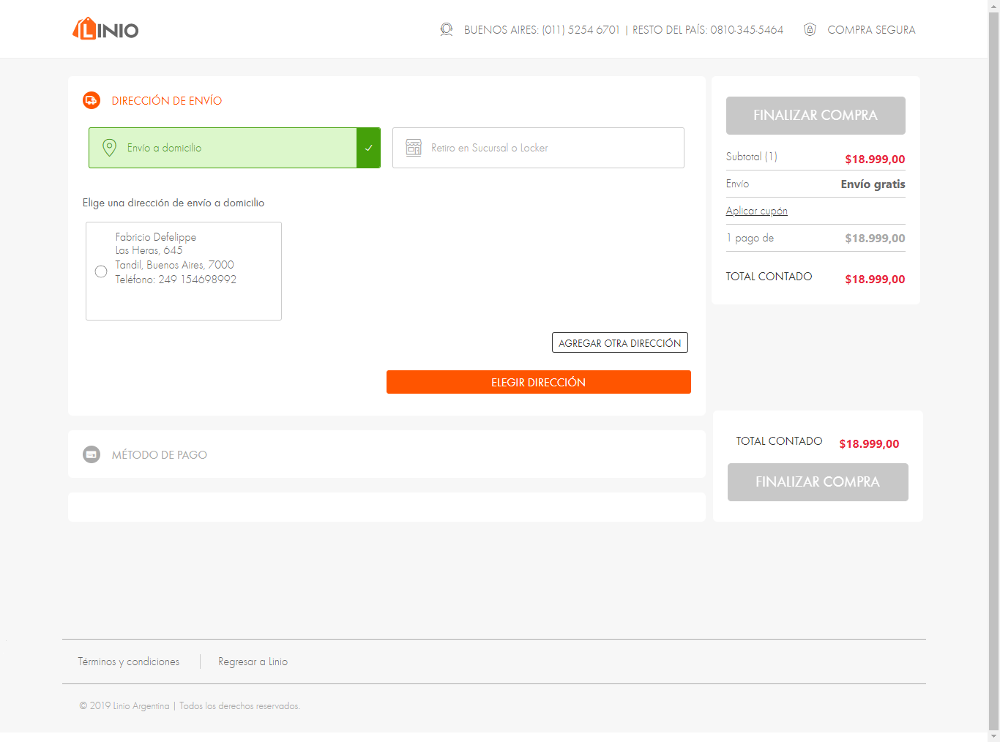 LINIO
BUENOS AIRES: (011) 5254 6701 | RESTO DEL PAÍS: 0810-345-5464
COMPRA SEGURA
DIRECCIÓN DE ENVÍO
Envío a domicilio
Retiro en Sucursal o Locker
Elige una dirección de envío a domicilio
Fabricio Defelippe
Las Heras, 645
Tandil, Buenos Aires, 7000
Teléfono: 249 154698992
AGREGAR OTRA DIRECCIÓN
ELEGIR DIRECCIÓN
MÉTODO DE PAGO
FINALIZAR COMPRA
Subtotal (1) $18.999,00
Envío Envío gratis
Aplicar cupón
1 pago de $18.999,00
TOTAL CONTADO $18.999,00
TOTAL CONTADO $18.999,00
FINALIZAR COMPRA
Términos y condiciones
Regresar a Linio
© 2019 Linio Argentina | Todos los derechos reservados.